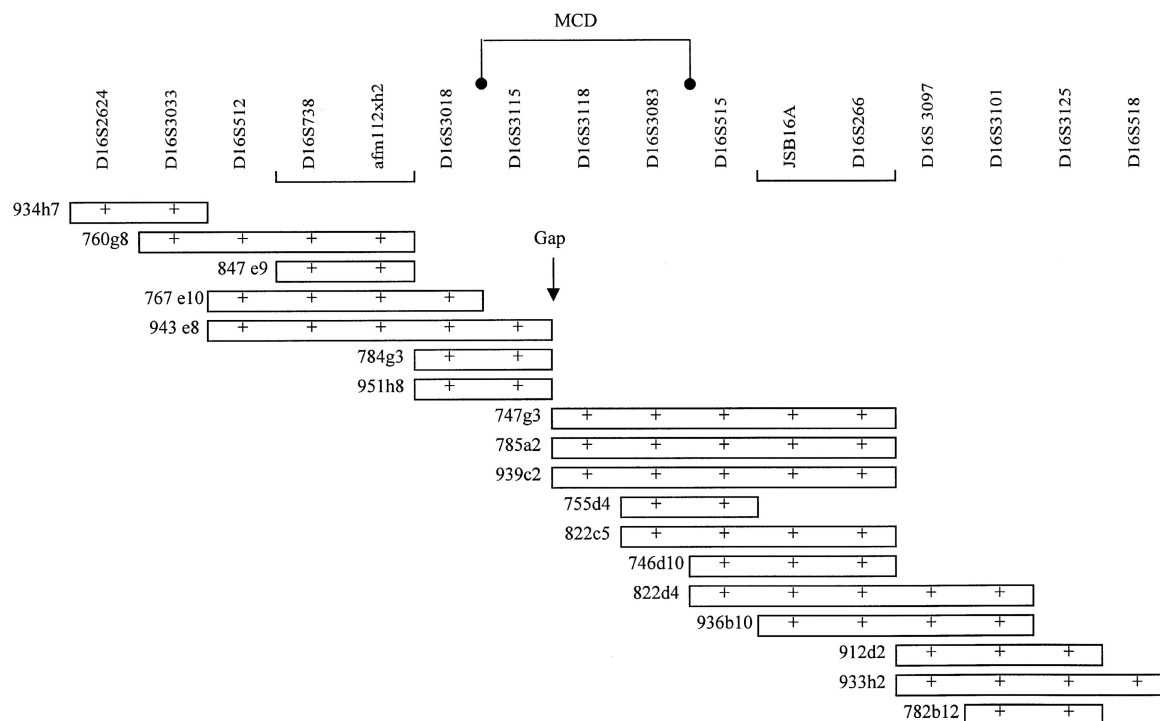 MCD
D16S2624
D16S3033
D16S512
D16S738
afm112xh2
D16S3018
D16S3115
D16S3118
D16S3083
D16S515
JSB16A
D16S266
D16S 3097
D16S3101
D16S3125
D16S518
934h7 + +
760g8 + + + +
Gap
847 e9 + +
767 e10 + + + +
943 e8 + + + + +
784g3 + +
951h8 + +
747g3 + + + + +
785a2 + + + + +
939c2 + + + + +
755d4 + +
822c5 + + + +
746d10 + + +
822d4 + + + + +
936b10 + + + +
912d2 + + +
933h2 + + + +
782b12 + +